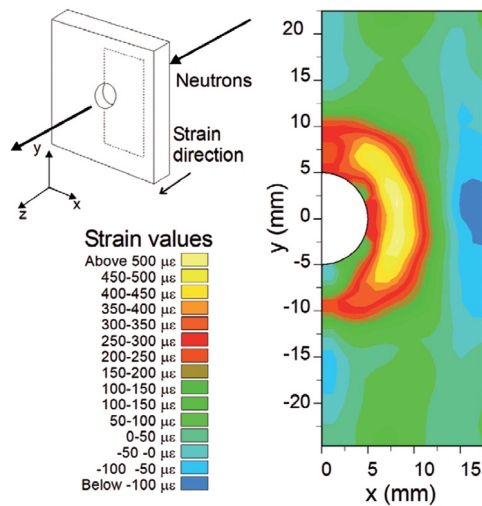 Neutrons
Strain
direction
y
x
z
Strain values
Above 500 µε
450-500 µε
400-450 µε
350-400 µε
300-350 µε
250-300 µε
200-250 µε
150-200 µε
100-150 µε
100-150 µε
50-100 µε
0-50 µε
-50 -0 µε
-100 -50 µε
Below -100 µε
20
15
10
5
0
-5
-10
-15
-20
y (mm)
0 5 10 15
x (mm)